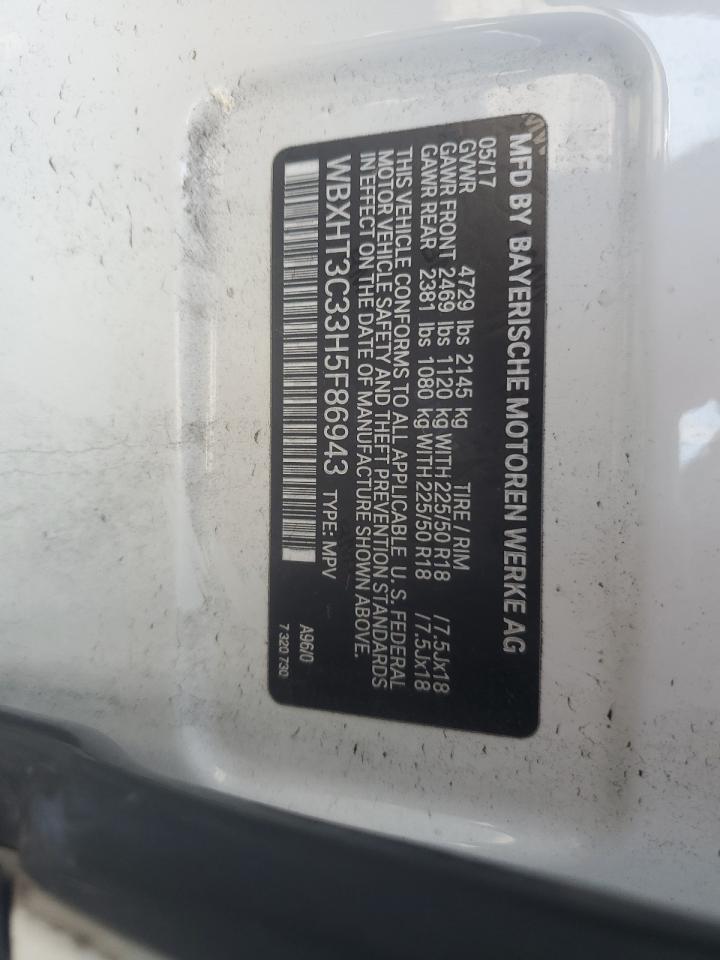 MFD BY BAYERISCHE MOTOREN WERKE AG
05/17 TIRE / RIM
GVWR 4729 lbs 2145 kg
GAWR FRONT 2469 lbs 1120 kg WITH 225/50 R18 /7.5Jx18
GAWR REAR 2381 lbs 1080 kg WITH 225/50 R18 /7.5Jx18
THIS VEHICLE CONFORMS TO ALL APPLICABLE U. S. FEDERAL
MOTOR VEHICLE SAFETY AND THEFT PREVENTION STANDARDS
IN EFFECT ON THE DATE OF MANUFACTURE SHOWN ABOVE.
WBXHT3C33H5F86943 TYPE: MPV
A96/0
7 320 730